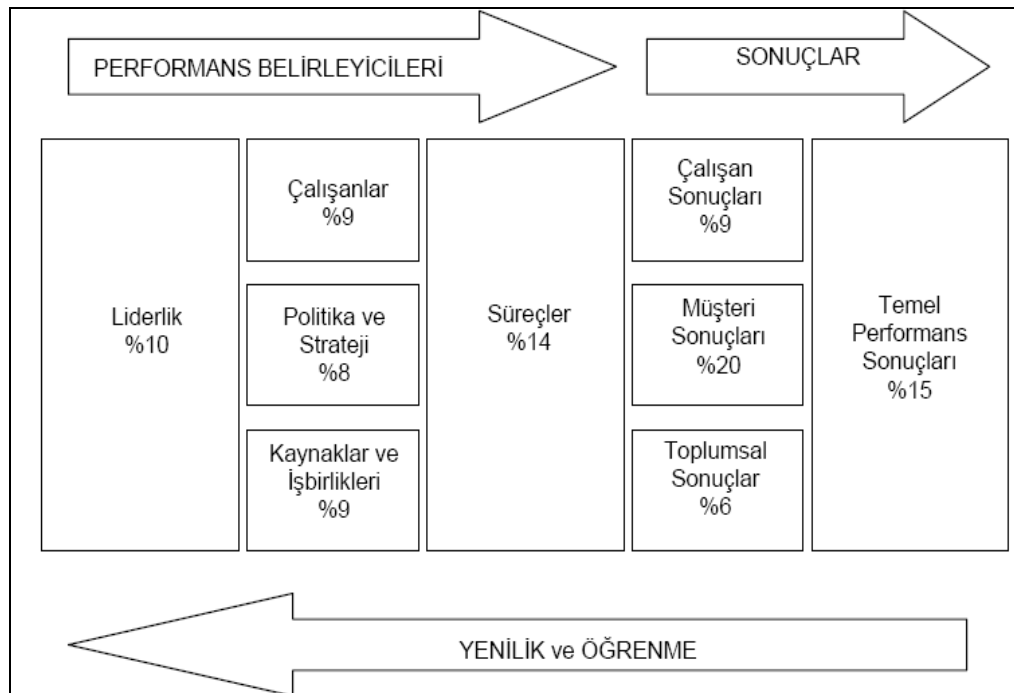 PERFORMANS BELİRLEYİCİLERİ
SONUÇLAR
Liderlik
%10
Çalışanlar
%9
Politika ve
Strateji
%8
Kaynaklar ve
İşbirlikleri
%9
Süreçler
%14
Çalışan
Sonuçları
%9
Müşteri
Sonuçları
%20
Toplumsal
Sonuçlar
%6
Temel
Performans
Sonuçları
%15
YENİLİK ve ÖĞRENME